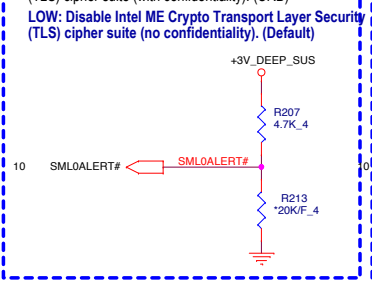 LOW: Disable Intel ME Crypto Transport Layer Security
(TLS) cipher suite (no confidentiality). (Default)
+3V_DEEP_SUS
R207
4.7K_4
10 SML0ALERT# SML0ALERT# 10
R213
*20K/F_4